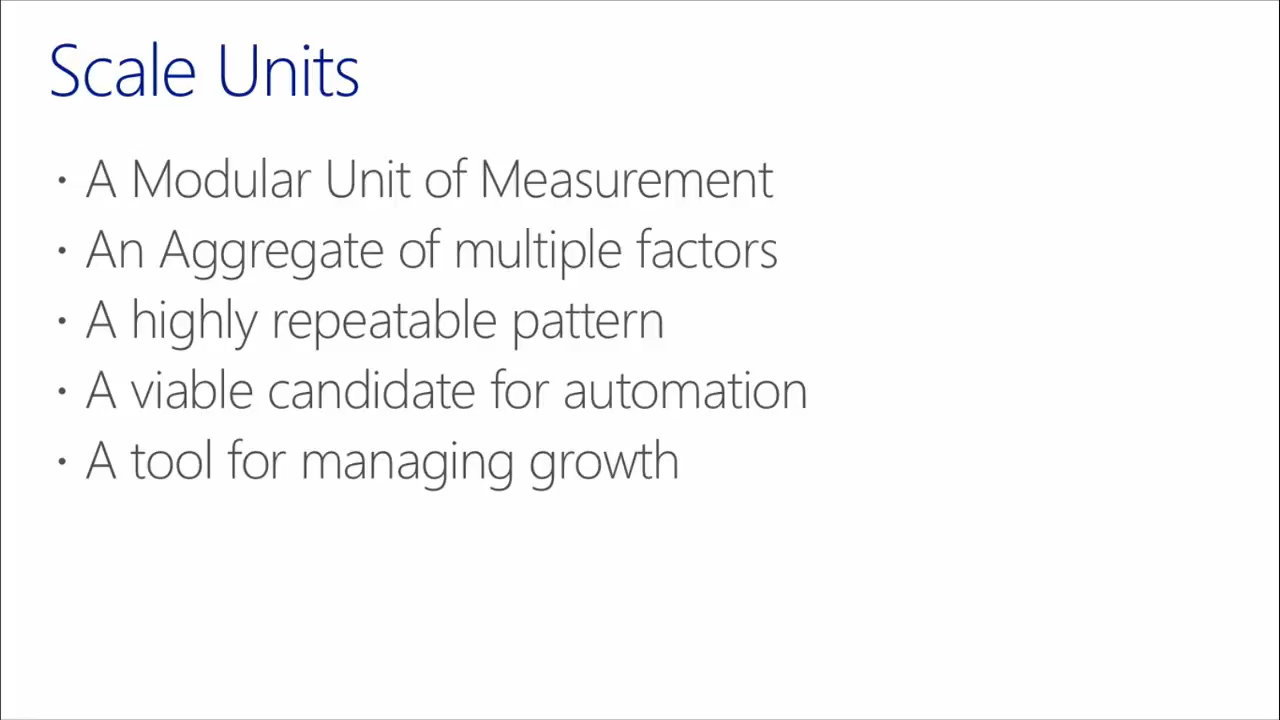 Scale Units
· A Modular Unit of Measurement
· An Aggregate of multiple factors
· A highly repeatable pattern
· A viable candidate for automation
· A tool for managing growth